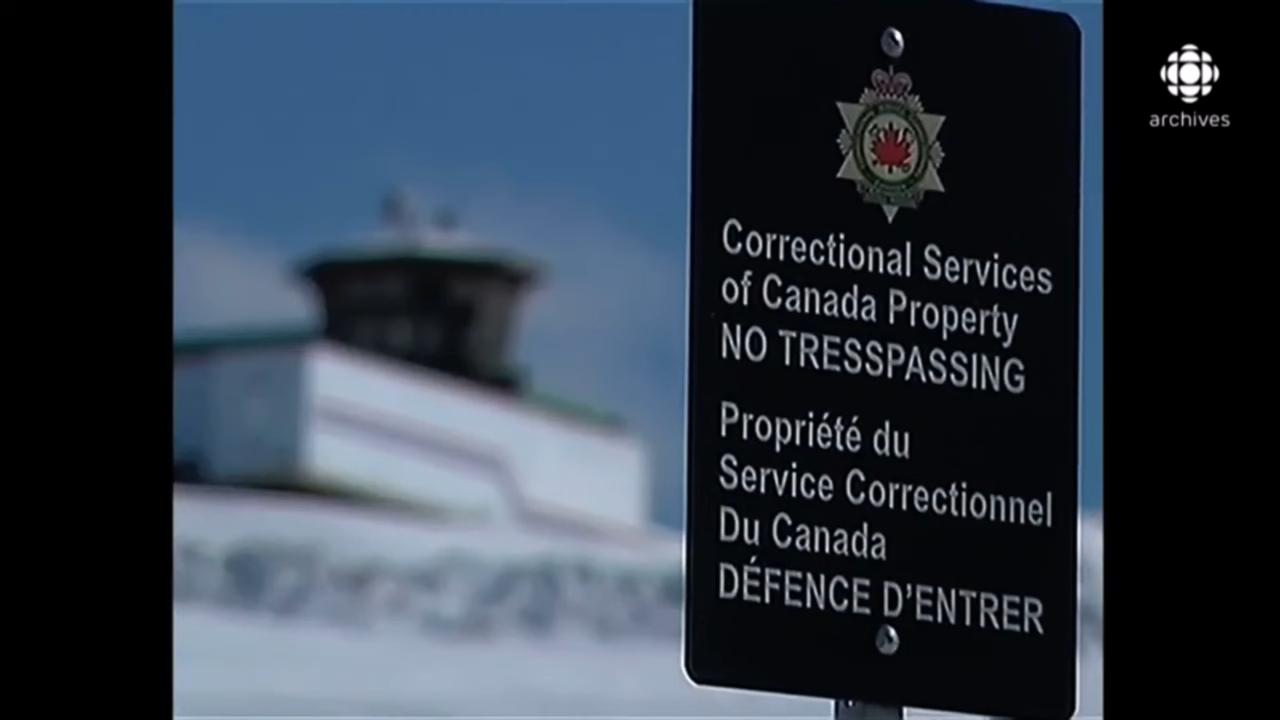 archives
Correctional Services
of Canada Property
NO TRESSPASSING
Propriété du
Service Correctionnel
Du Canada
DÉFENCE D'ENTRER